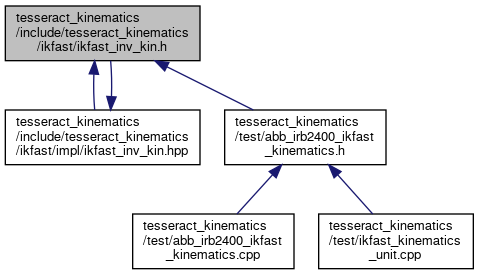 tesseract_kinematics
/include/tesseract_kinematics
/ikfast/ikfast_inv_kin.h
tesseract_kinematics
/include/tesseract_kinematics
/ikfast/impl/ikfast_inv_kin.hpp
tesseract_kinematics
/test/abb_irb2400_ikfast
_kinematics.h
tesseract_kinematics
/test/abb_irb2400_ikfast
_kinematics.cpp
tesseract_kinematics
/test/ikfast_kinematics
_unit.cpp